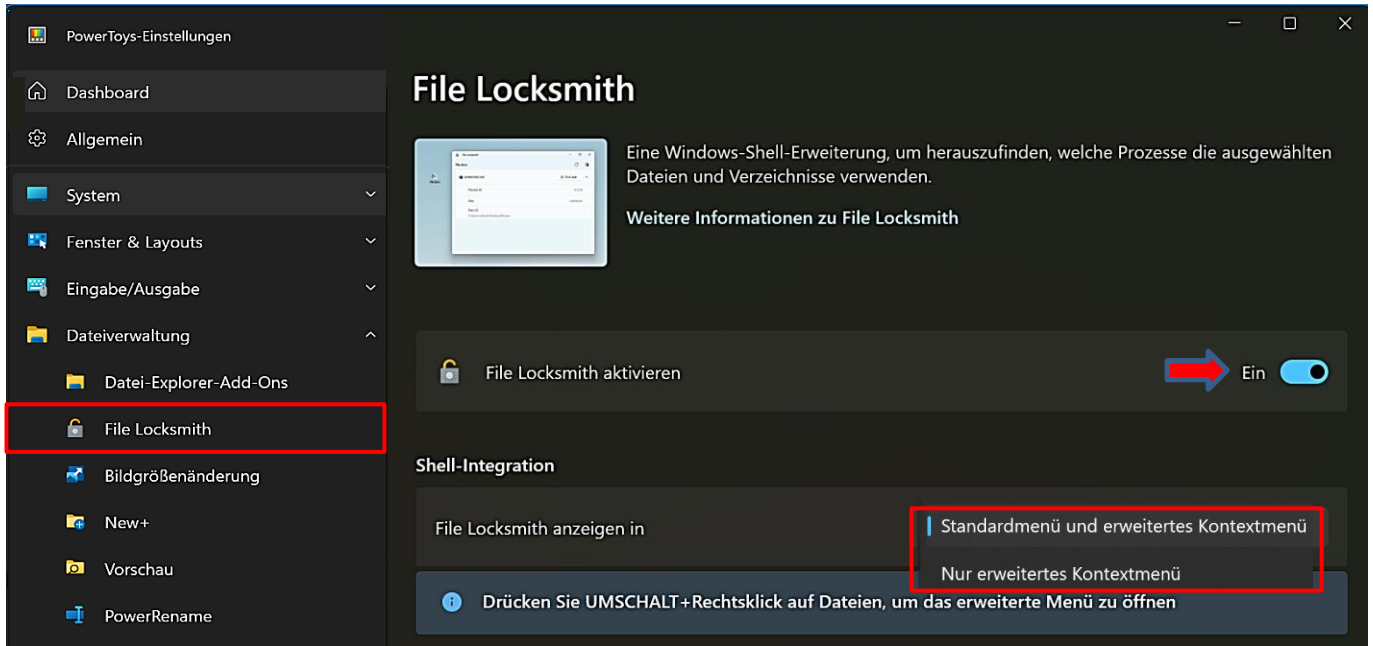 PowerToys-Einstellungen
Dashboard
Allgemein
System
Fenster & Layouts
Eingabe/Ausgabe
Dateiverwaltung
Datei-Explorer-Add-Ons
File Locksmith
Bildgrößenänderung
New+
Vorschau
PowerRename
File Locksmith
Eine Windows-Shell-Erweiterung, um herauszufinden, welche Prozesse die ausgewählten
Dateien und Verzeichnisse verwenden.
Weitere Informationen zu File Locksmith
File Locksmith aktivieren
Ein
Shell-Integration
File Locksmith anzeigen in
Standardmenü und erweitertes Kontextmenü
Nur erweitertes Kontextmenü
Drücken Sie UMSCHALT+Rechtsklick auf Dateien, um das erweiterte Menü zu öffnen